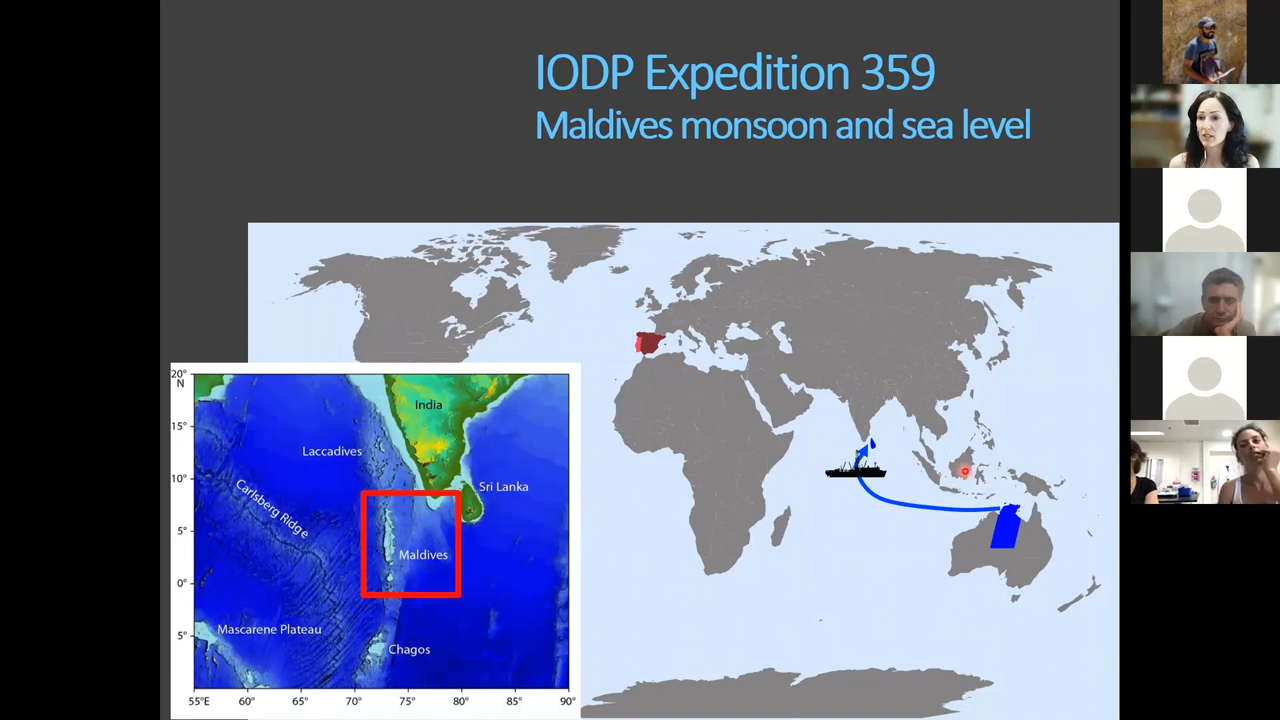 IODP Expedition 359
Maldives monsoon and sea level
20°
N
15°
10°
5°
0°
5°
55°E
60°
65°
70°
75°
80°
85°
90°
India
Laccadives
Sri Lanka
Carlsberg Ridge
Maldives
Mascarene Plateau
Chagos